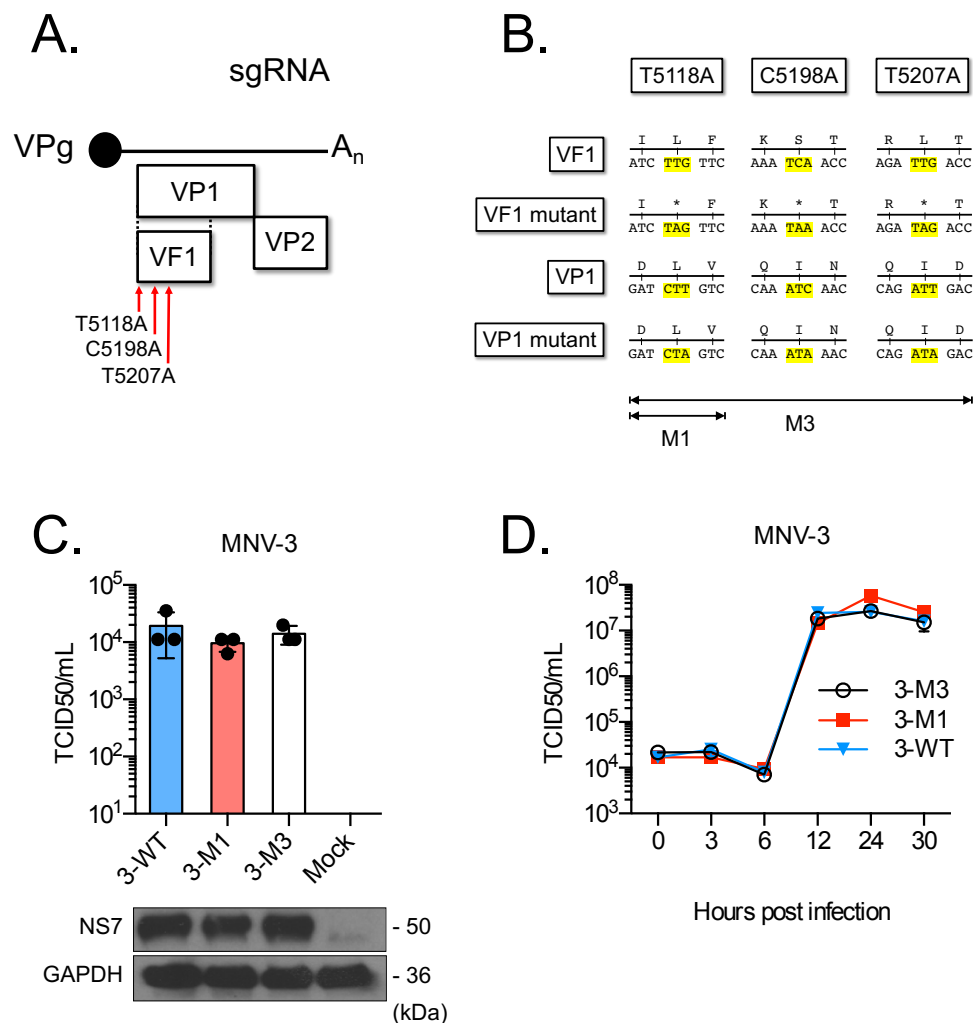 A.
sgRNA
VPg
An
VP1
VF1
VP2
T5118A
C5198A
T5207A
B.
T5118A C5198A T5207A
I L F K S T R L T
VF1
ATC TTG TTC AAA TCA ACC AGA TTG ACC
I * F K * T R * T
VF1 mutant
ATC TAG TTC AAA TAA ACC AGA TAG ACC
D L V Q I N Q I D
VP1
GAT CTT GTC CAA ATC AAC CAG ATT GAC
D L V Q I N Q I D
VP1 mutant
GAT CTA GTC CAA ATA AAC CAG ATA GAC
M1
M3
C.
MNV-3
TCID50/mL
10^5
10^4
10^3
10^2
10^1
3-WT 3-M1 3-M3 Mock
NS7 - 50
GAPDH - 36
(kDa)
D.
MNV-3
TCID50/mL
10^8
10^7
10^6
10^5
10^4
10^3
3-M3
3-M1
3-WT
0 3 6 12 24 30
Hours post infection